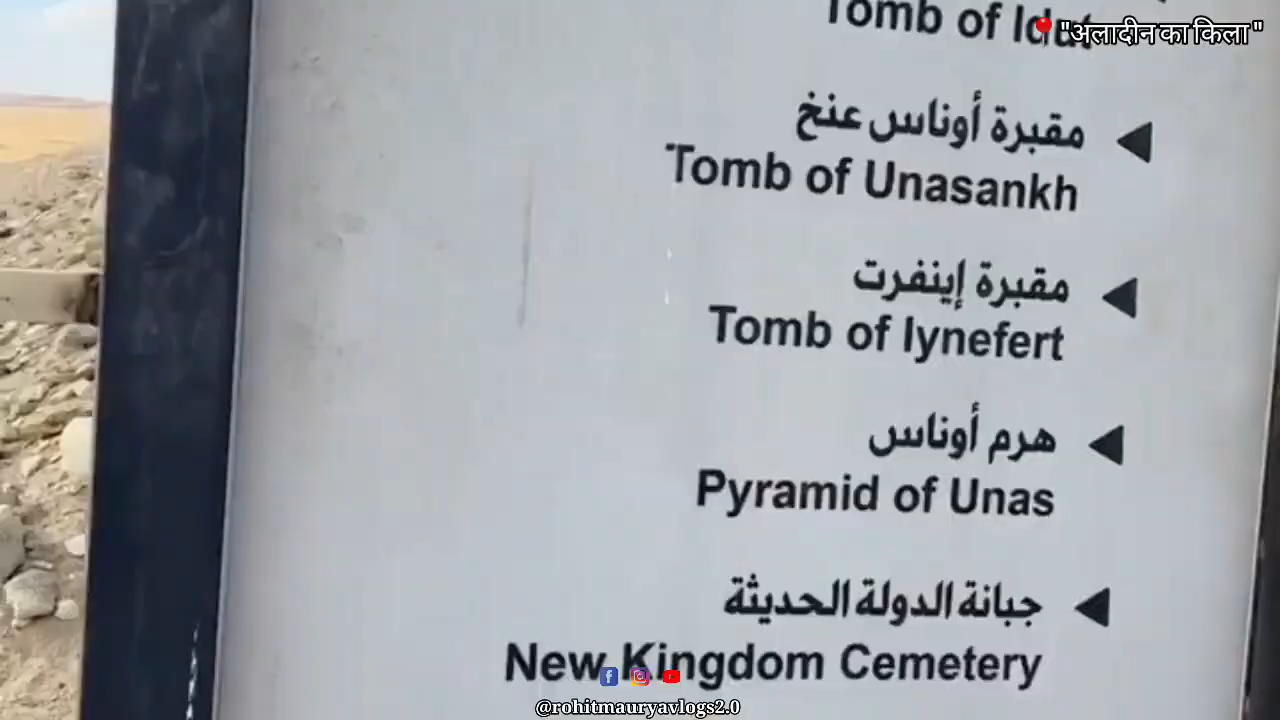 Tomb of Idut
"अलादीन का किला"
مقبرة أوناس عنخ
Tomb of Unasankh
مقبرة إينفرت
Tomb of Iynefert
هرم أوناس
Pyramid of Unas
جبانة الدولة الحديثة
New Kingdom Cemetery
@rohitmauryavlogs2.0